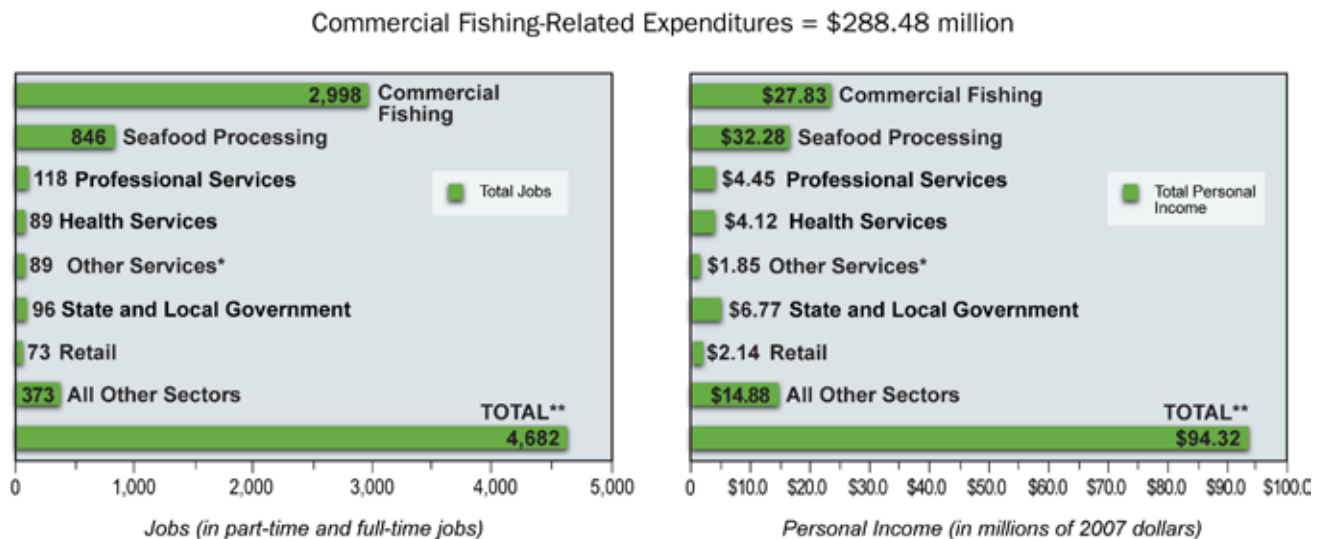 Commercial Fishing-Related Expenditures = $288.48 million
2,998 Commercial
Fishing
846 Seafood Processing
118 Professional Services
89 Health Services
89 Other Services*
96 State and Local Government
73 Retail
373 All Other Sectors
TOTAL**
4,682
Total Jobs
0 1,000 2,000 3,000 4,000 5,000
Jobs (in part-time and full-time jobs)
$27.83 Commercial Fishing
$32.28 Seafood Processing
$4.45 Professional Services
$4.12 Health Services
$1.85 Other Services*
$6.77 State and Local Government
$2.14 Retail
$14.88 All Other Sectors
TOTAL**
$94.32
Total Personal
Income
0 $10.0 $20.0 $30.0 $40.0 $50.0 $60.0 $70.0 $80.0 $90.0 $100.0
Personal Income (in millions of 2007 dollars)